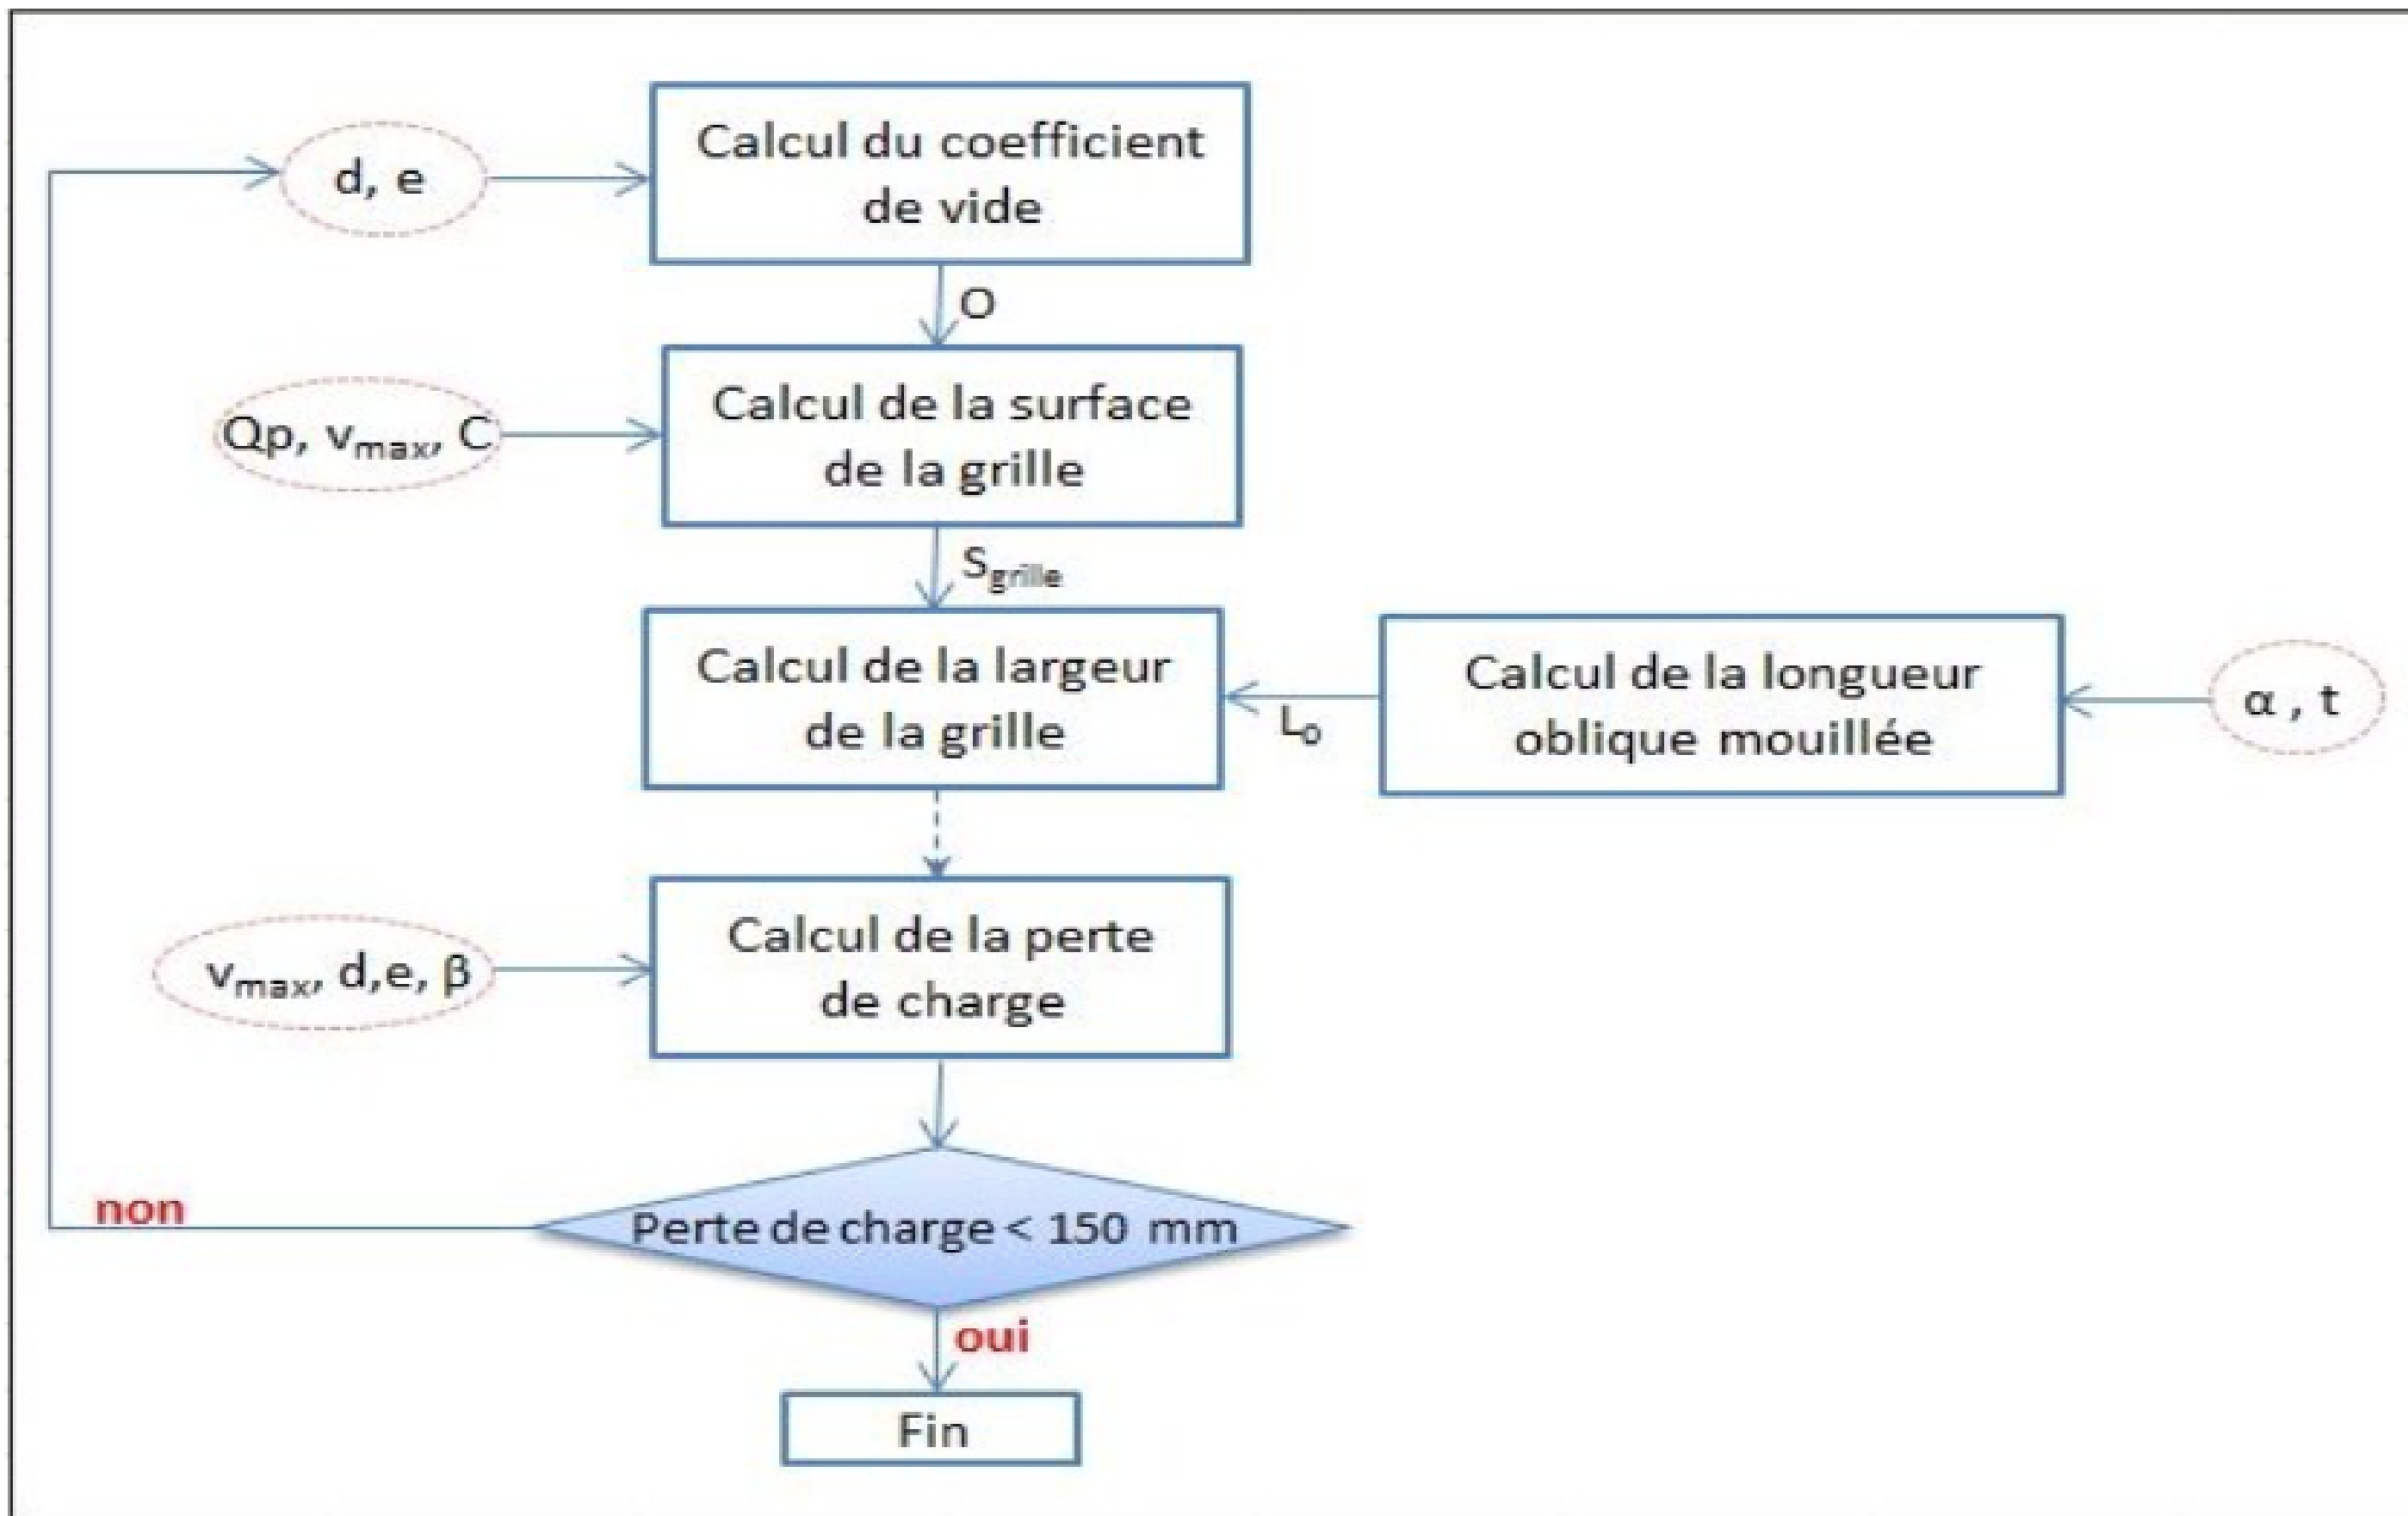 d, e
Calcul du coefficient
de vide
O
Qp, vmax, C
Calcul de la surface
de la grille
Sgrille
Calcul de la largeur
de la grille
L0
Calcul de la longueur
oblique mouillée
α , t
vmax, d,e, β
Calcul de la perte
de charge
non
Perte de charge < 150 mm
oui
Fin